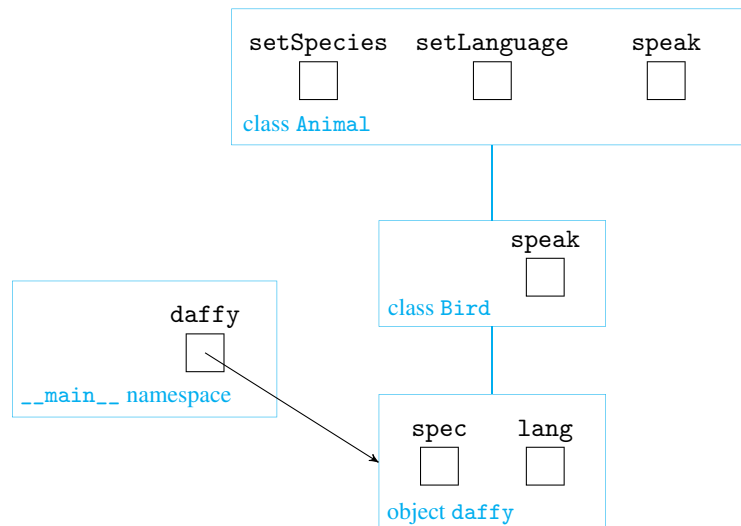 setSpecies setLanguage speak
class Animal
speak
class Bird
daffy
__main__ namespace
spec lang
object daffy